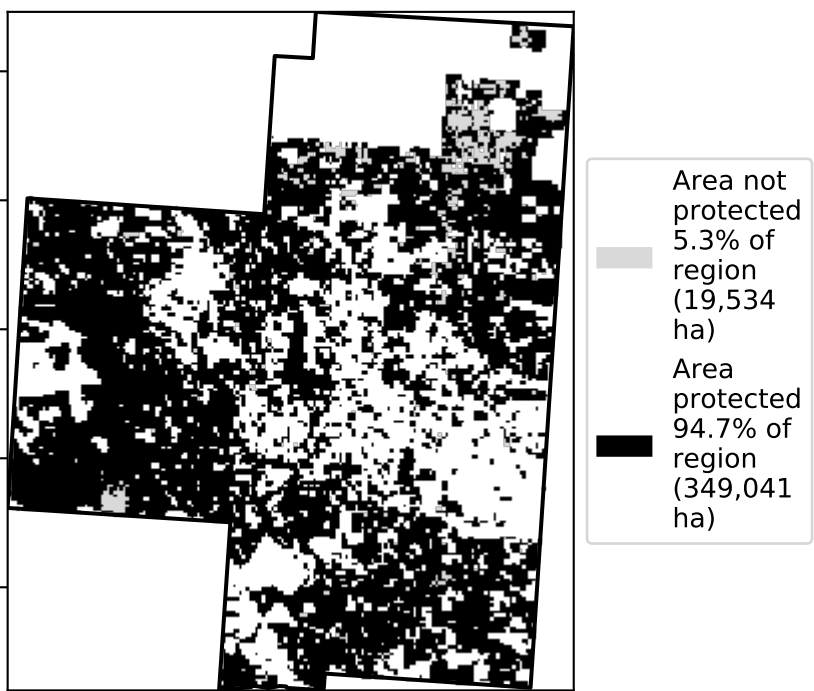 Area not
protected
5.3% of
region
(19,534
ha)
Area
protected
94.7% of
region
(349,041
ha)